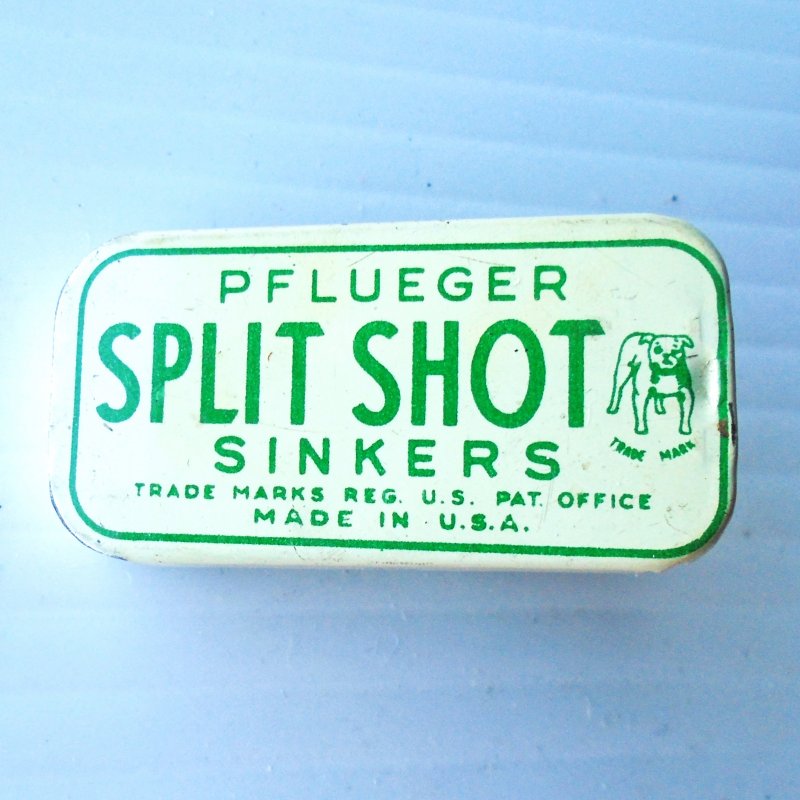 PFLUEGER
SPLIT SHOT
SINKERS
TRADE MARK
TRADE MARKS REG. U.S. PAT. OFFICE
MADE IN U.S.A.